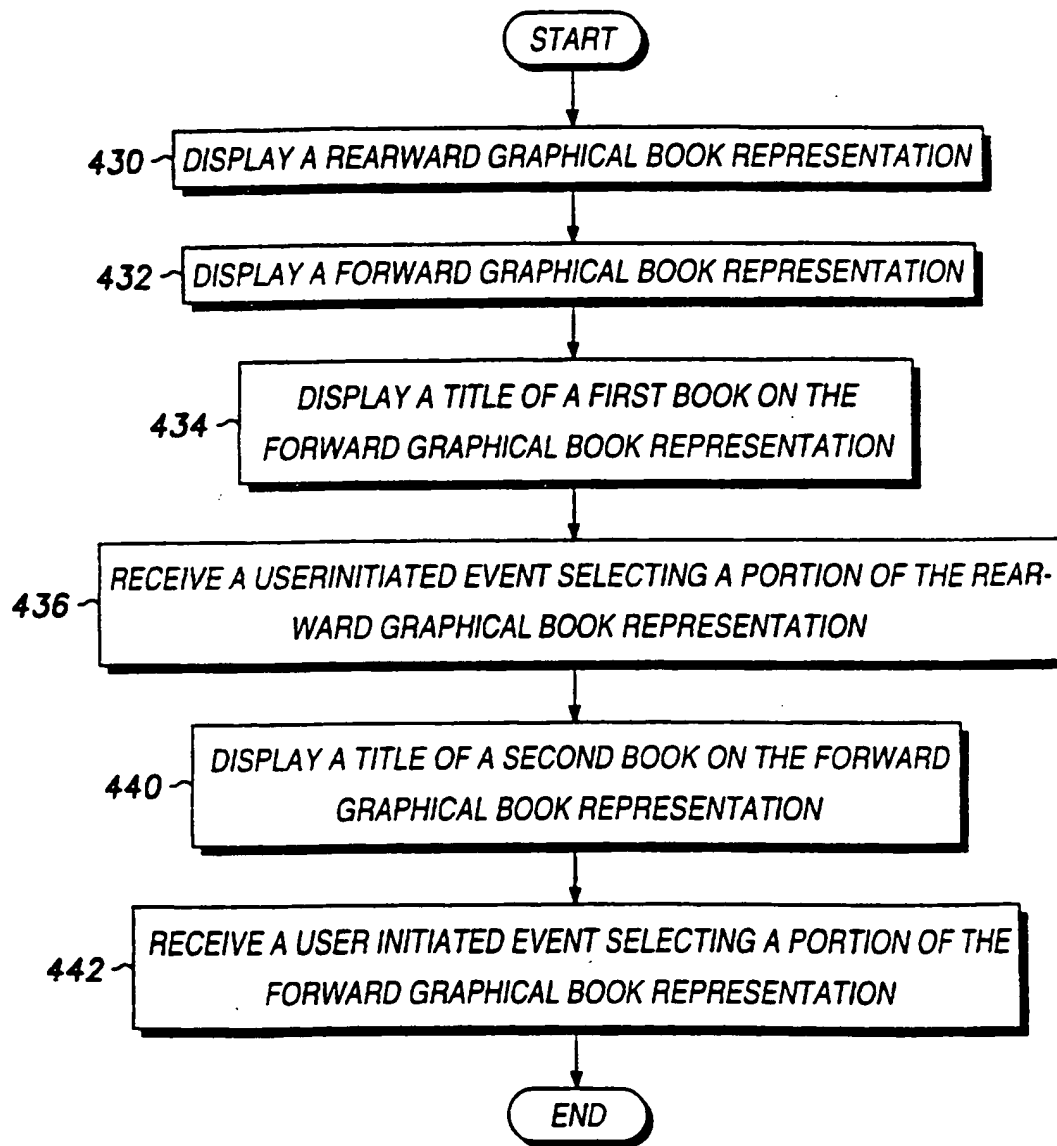 START
430 DISPLAY A REARWARD GRAPHICAL BOOK REPRESENTATION
432 DISPLAY A FORWARD GRAPHICAL BOOK REPRESENTATION
DISPLAY A TITLE OF A FIRST BOOK ON THE
434
FORWARD GRAPHICAL BOOK REPRESENTATION
RECEIVE A USERINITIATED EVENT SELECTING A PORTION OF THE REAR-
436
WARD GRAPHICAL BOOK REPRESENTATION
DISPLAY A TITLE OF A SECOND BOOK ON THE FORWARD
440
GRAPHICAL BOOK REPRESENTATION
RECEIVE A USER INITIATED EVENT SELECTING A PORTION OF THE
442
FORWARD GRAPHICAL BOOK REPRESENTATION
END